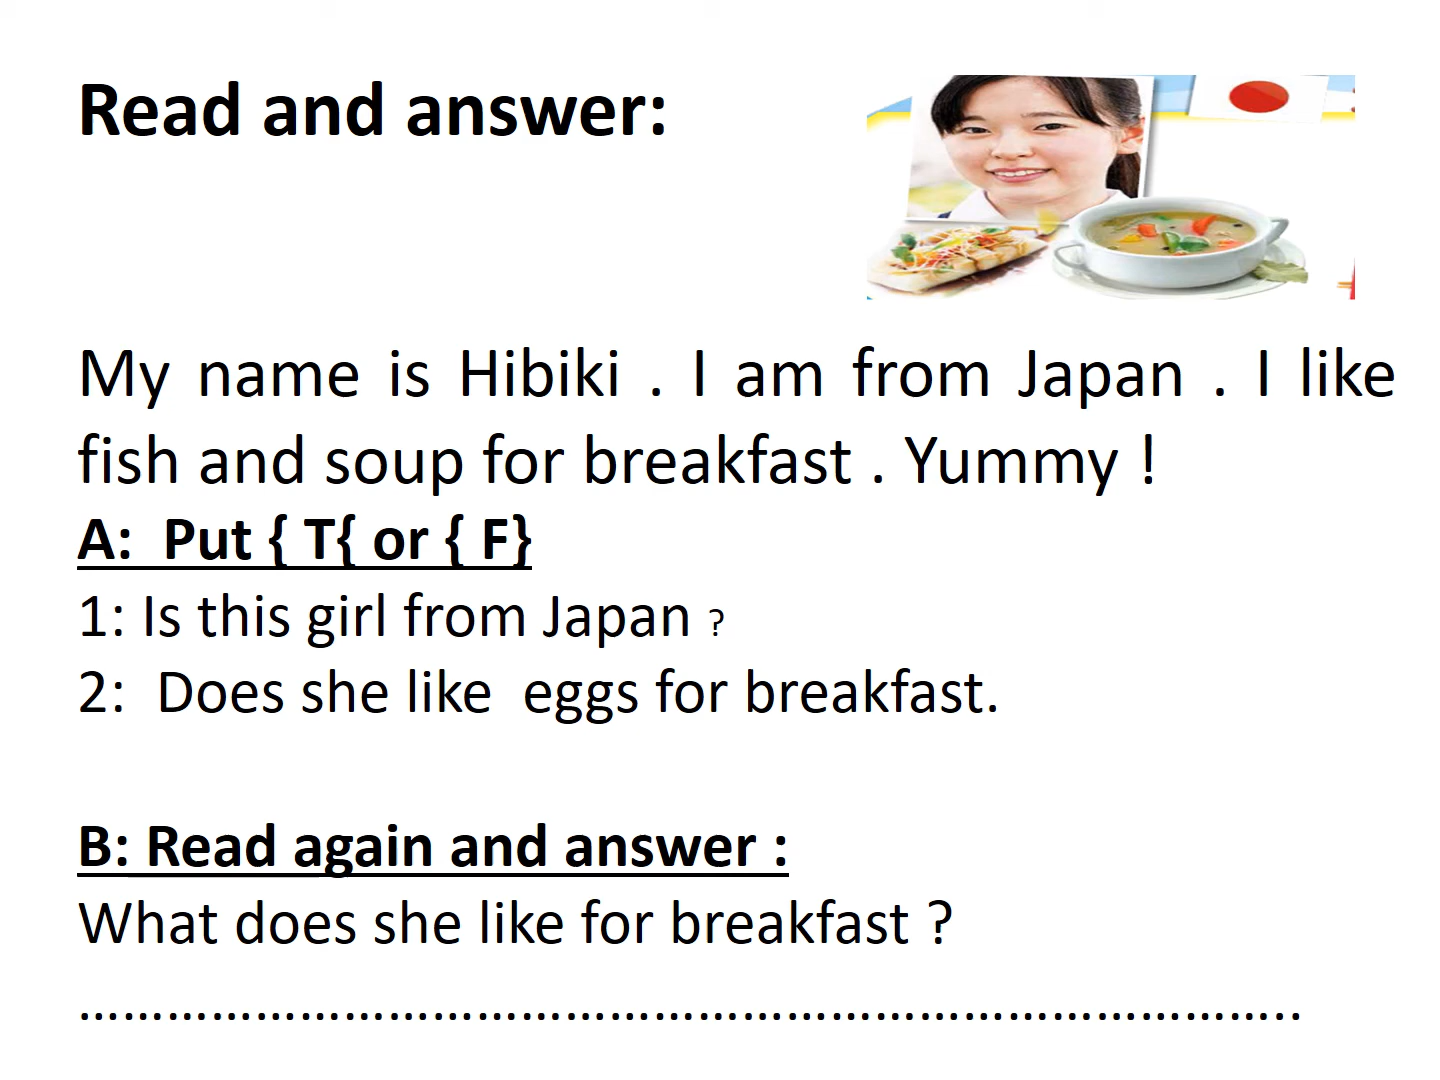 Read and answer:
My name is Hibiki . I am from Japan . I like
fish and soup for breakfast . Yummy !
A:  Put { T{ or { F}
1: Is this girl from Japan ?
2:  Does she like  eggs for breakfast.
B: Read again and answer :
What does she like for breakfast ?
…………………………………………………………………………..